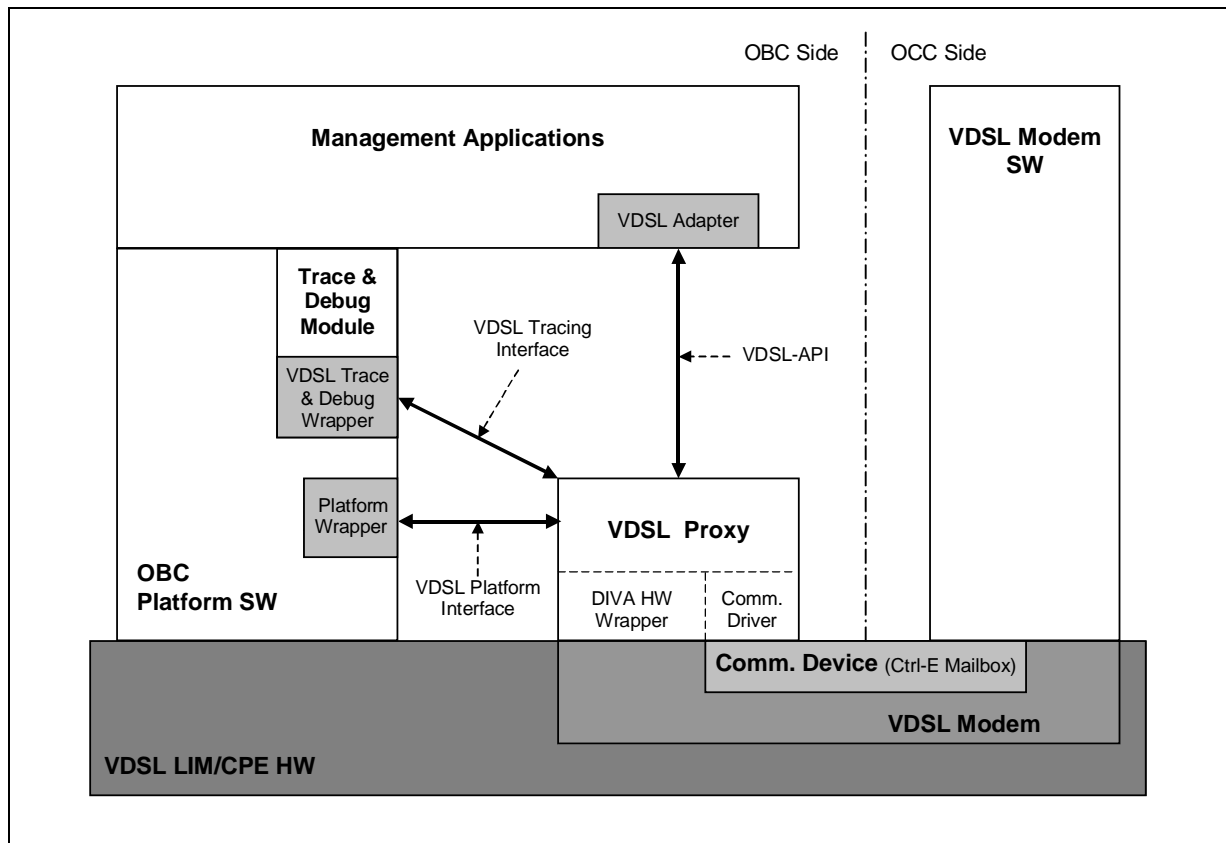 OBC Side
OCC Side
Management Applications
VDSL Modem
SW
VDSL Adapter
Trace &
Debug
Module
VDSL Tracing
Interface
VDSL-API
VDSL Trace
& Debug
Wrapper
Platform
Wrapper
VDSL Proxy
OBC
Platform SW
VDSL Platform
Interface
DIVA HW
Wrapper
Comm.
Driver
Comm. Device (Ctrl-E Mailbox)
VDSL Modem
VDSL LIM/CPE HW